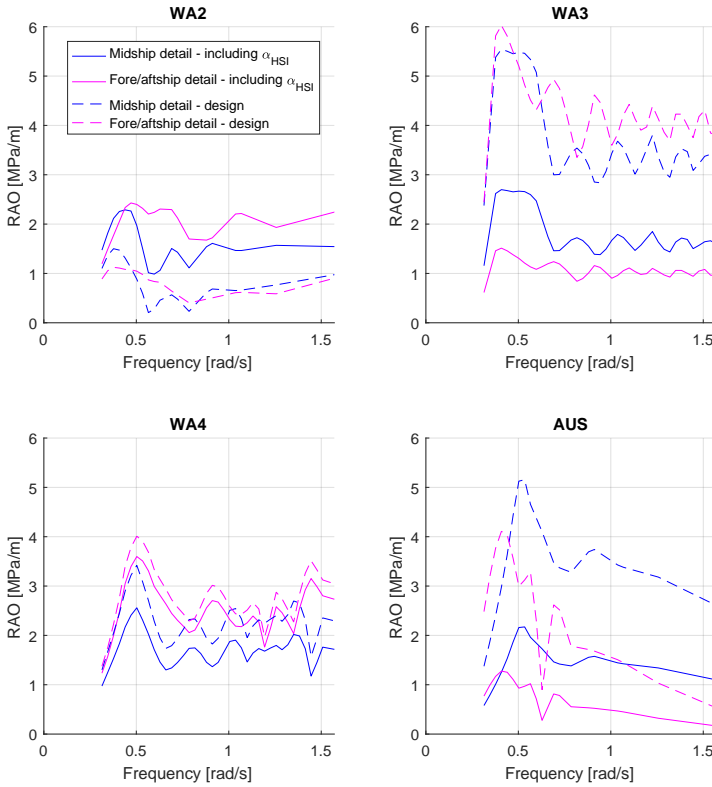 WA2
WA3
6
5
4
3
2
1
0
RAO [MPa/m]
Midship detail - including α_HSI
Fore/aftship detail - including α_HSI
Midship detail - design
Fore/aftship detail - design
0
0.5
1
1.5
Frequency [rad/s]
6
5
4
3
2
1
0
RAO [MPa/m]
0
0.5
1
1.5
Frequency [rad/s]
WA4
AUS
6
5
4
3
2
1
0
RAO [MPa/m]
0
0.5
1
1.5
Frequency [rad/s]
6
5
4
3
2
1
0
RAO [MPa/m]
0
0.5
1
1.5
Frequency [rad/s]